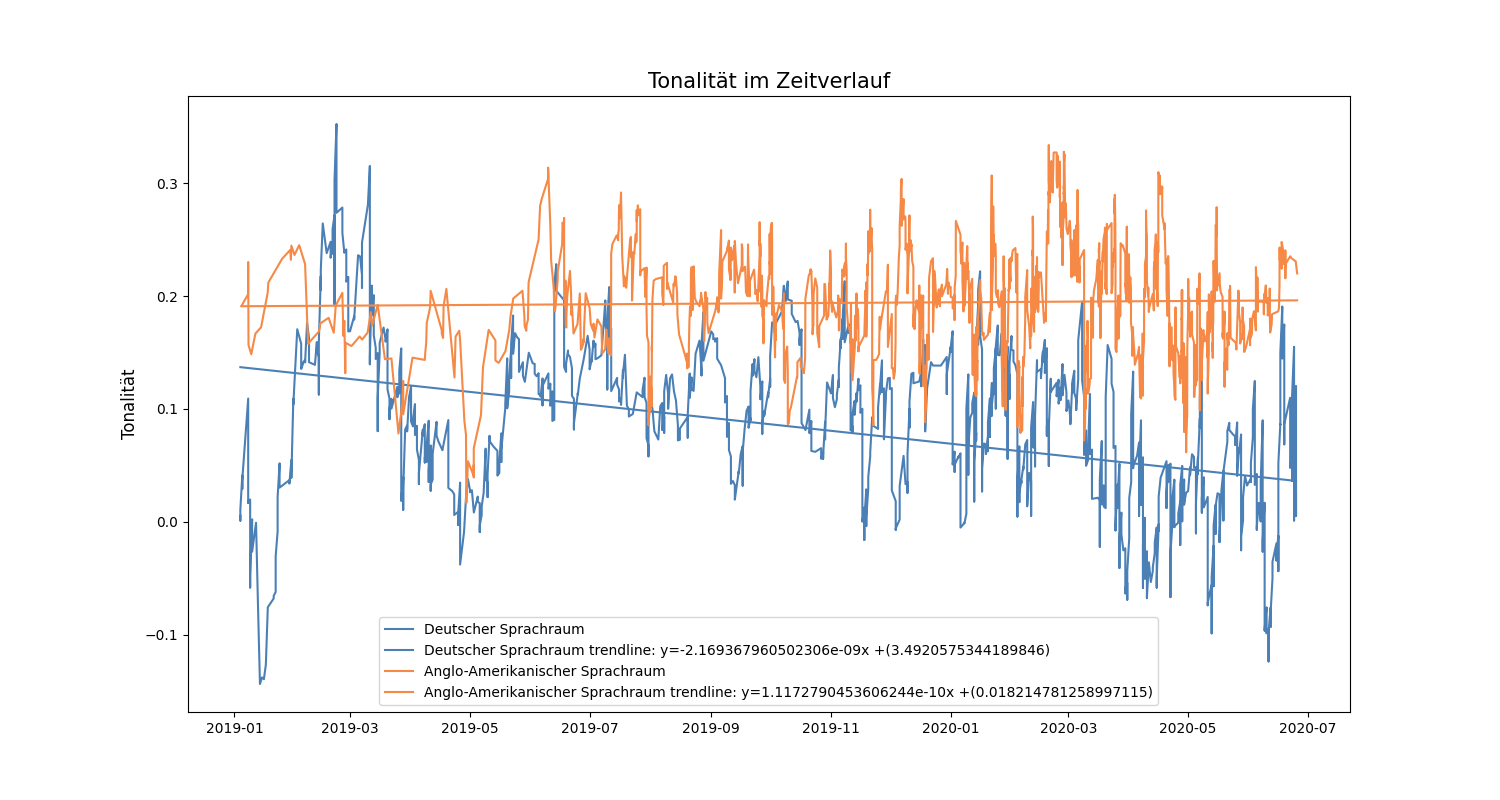 Tonalität im Zeitverlauf
Tonalität
0.3
0.2
0.1
0.0
−0.1
Deutscher Sprachraum
Deutscher Sprachraum trendline: y=-2.169367960502306e-09x +(3.4920575344189846)
Anglo-Amerikanischer Sprachraum
Anglo-Amerikanischer Sprachraum trendline: y=1.1172790453606244e-10x +(0.018214781258997115)
2019-01 2019-03 2019-05 2019-07 2019-09 2019-11 2020-01 2020-03 2020-05 2020-07